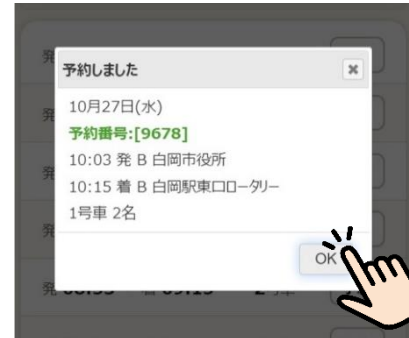 予約しました
10月27日(水)
予約番号:[9678]
10:03 発 B 白岡市役所
10:15 着 B 白岡駅東口ロータリー
1号車 2名
OK